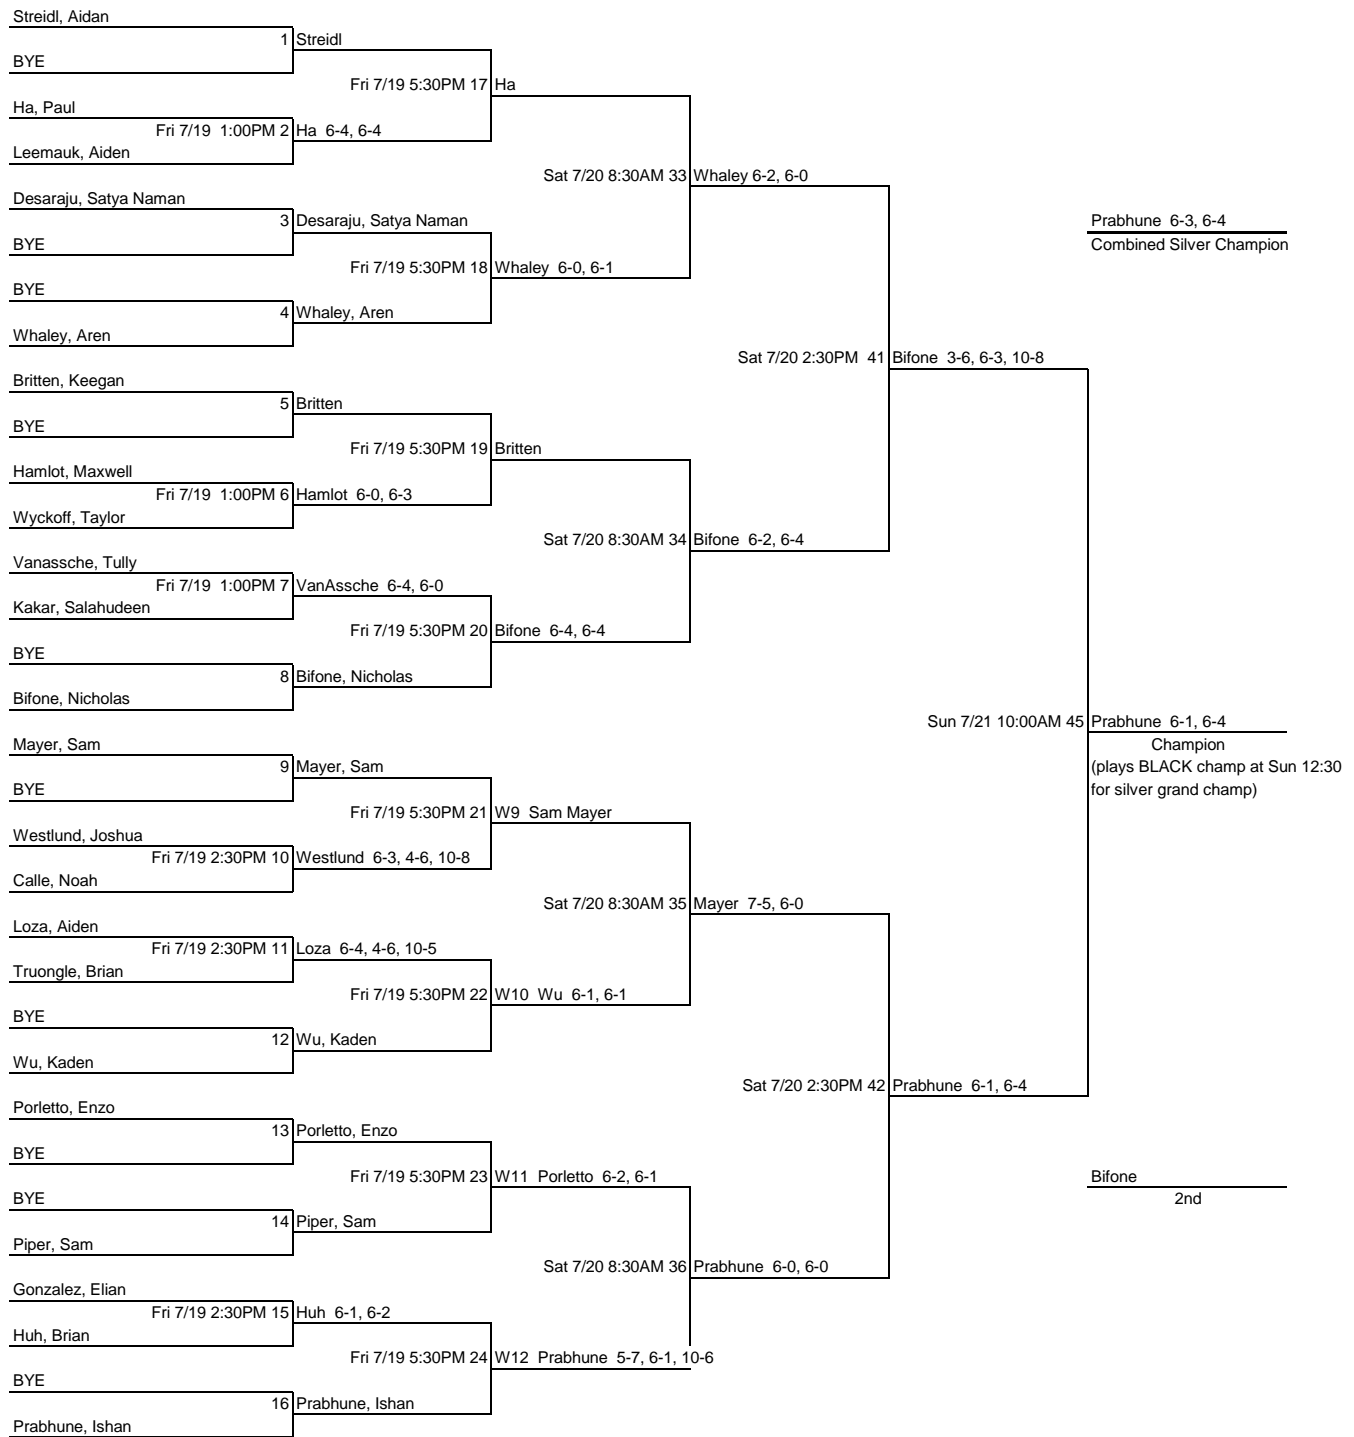 Streidl, Aidan
1 Streidl
BYE
Fri 7/19 5:30PM 17 Ha
Ha, Paul
Fri 7/19  1:00PM 2 Ha  6-4, 6-4
Leemauk, Aiden
Sat 7/20 8:30AM 33 Whaley 6-2, 6-0
Desaraju, Satya Naman
3 Desaraju, Satya Naman
Prabhune  6-3, 6-4
BYE
Combined Silver Champion
Fri 7/19 5:30PM 18 Whaley  6-0, 6-1
BYE
4 Whaley, Aren
Whaley, Aren
Sat 7/20 2:30PM  41 Bifone  3-6, 6-3, 10-8
Britten, Keegan
5 Britten
BYE
Fri 7/19 5:30PM 19 Britten
Hamlot, Maxwell
Fri 7/19  1:00PM 6 Hamlot  6-0, 6-3
Wyckoff, Taylor
Sat 7/20 8:30AM 34 Bifone  6-2, 6-4
Vanassche, Tully
Fri 7/19  1:00PM 7 VanAssche  6-4, 6-0
Kakar, Salahudeen
Fri 7/19 5:30PM 20 Bifone  6-4, 6-4
BYE
8 Bifone, Nicholas
Bifone, Nicholas
Sun 7/21 10:00AM 45 Prabhune  6-1, 6-4
Mayer, Sam
Champion
9 Mayer, Sam
(plays BLACK champ at Sun 12:30
BYE
for silver grand champ)
Fri 7/19 5:30PM 21 W9  Sam Mayer
Westlund, Joshua
Fri 7/19 2:30PM 10 Westlund  6-3, 4-6, 10-8
Calle, Noah
Sat 7/20 8:30AM 35 Mayer  7-5, 6-0
Loza, Aiden
Fri 7/19 2:30PM 11 Loza  6-4, 4-6, 10-5
Truongle, Brian
Fri 7/19 5:30PM 22 W10  Wu  6-1, 6-1
BYE
12 Wu, Kaden
Wu, Kaden
Sat 7/20 2:30PM 42 Prabhune  6-1, 6-4
Porletto, Enzo
13 Porletto, Enzo
BYE
Fri 7/19 5:30PM 23 W11  Porletto  6-2, 6-1
Bifone
BYE
2nd
14 Piper, Sam
Piper, Sam
Sat 7/20 8:30AM 36 Prabhune  6-0, 6-0
Gonzalez, Elian
Fri 7/19 2:30PM 15 Huh  6-1, 6-2
Huh, Brian
Fri 7/19 5:30PM 24 W12  Prabhune  5-7, 6-1, 10-6
BYE
16 Prabhune, Ishan
Prabhune, Ishan